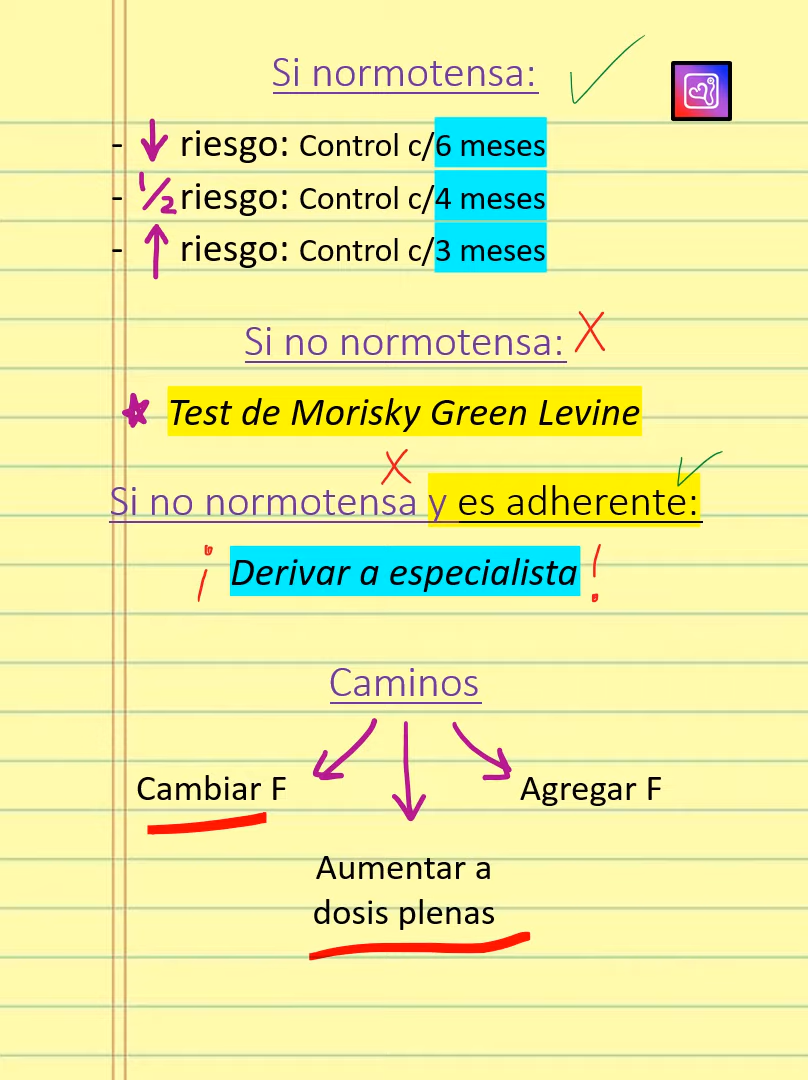 Si normotensa:
- ↓ riesgo: Control c/6 meses
- 1/2 riesgo: Control c/4 meses
- ↑ riesgo: Control c/3 meses
Si no normotensa:
Test de Morisky Green Levine
Si no normotensa y es adherente:
¡ Derivar a especialista !
Caminos
Cambiar F
Agregar F
Aumentar a
dosis plenas